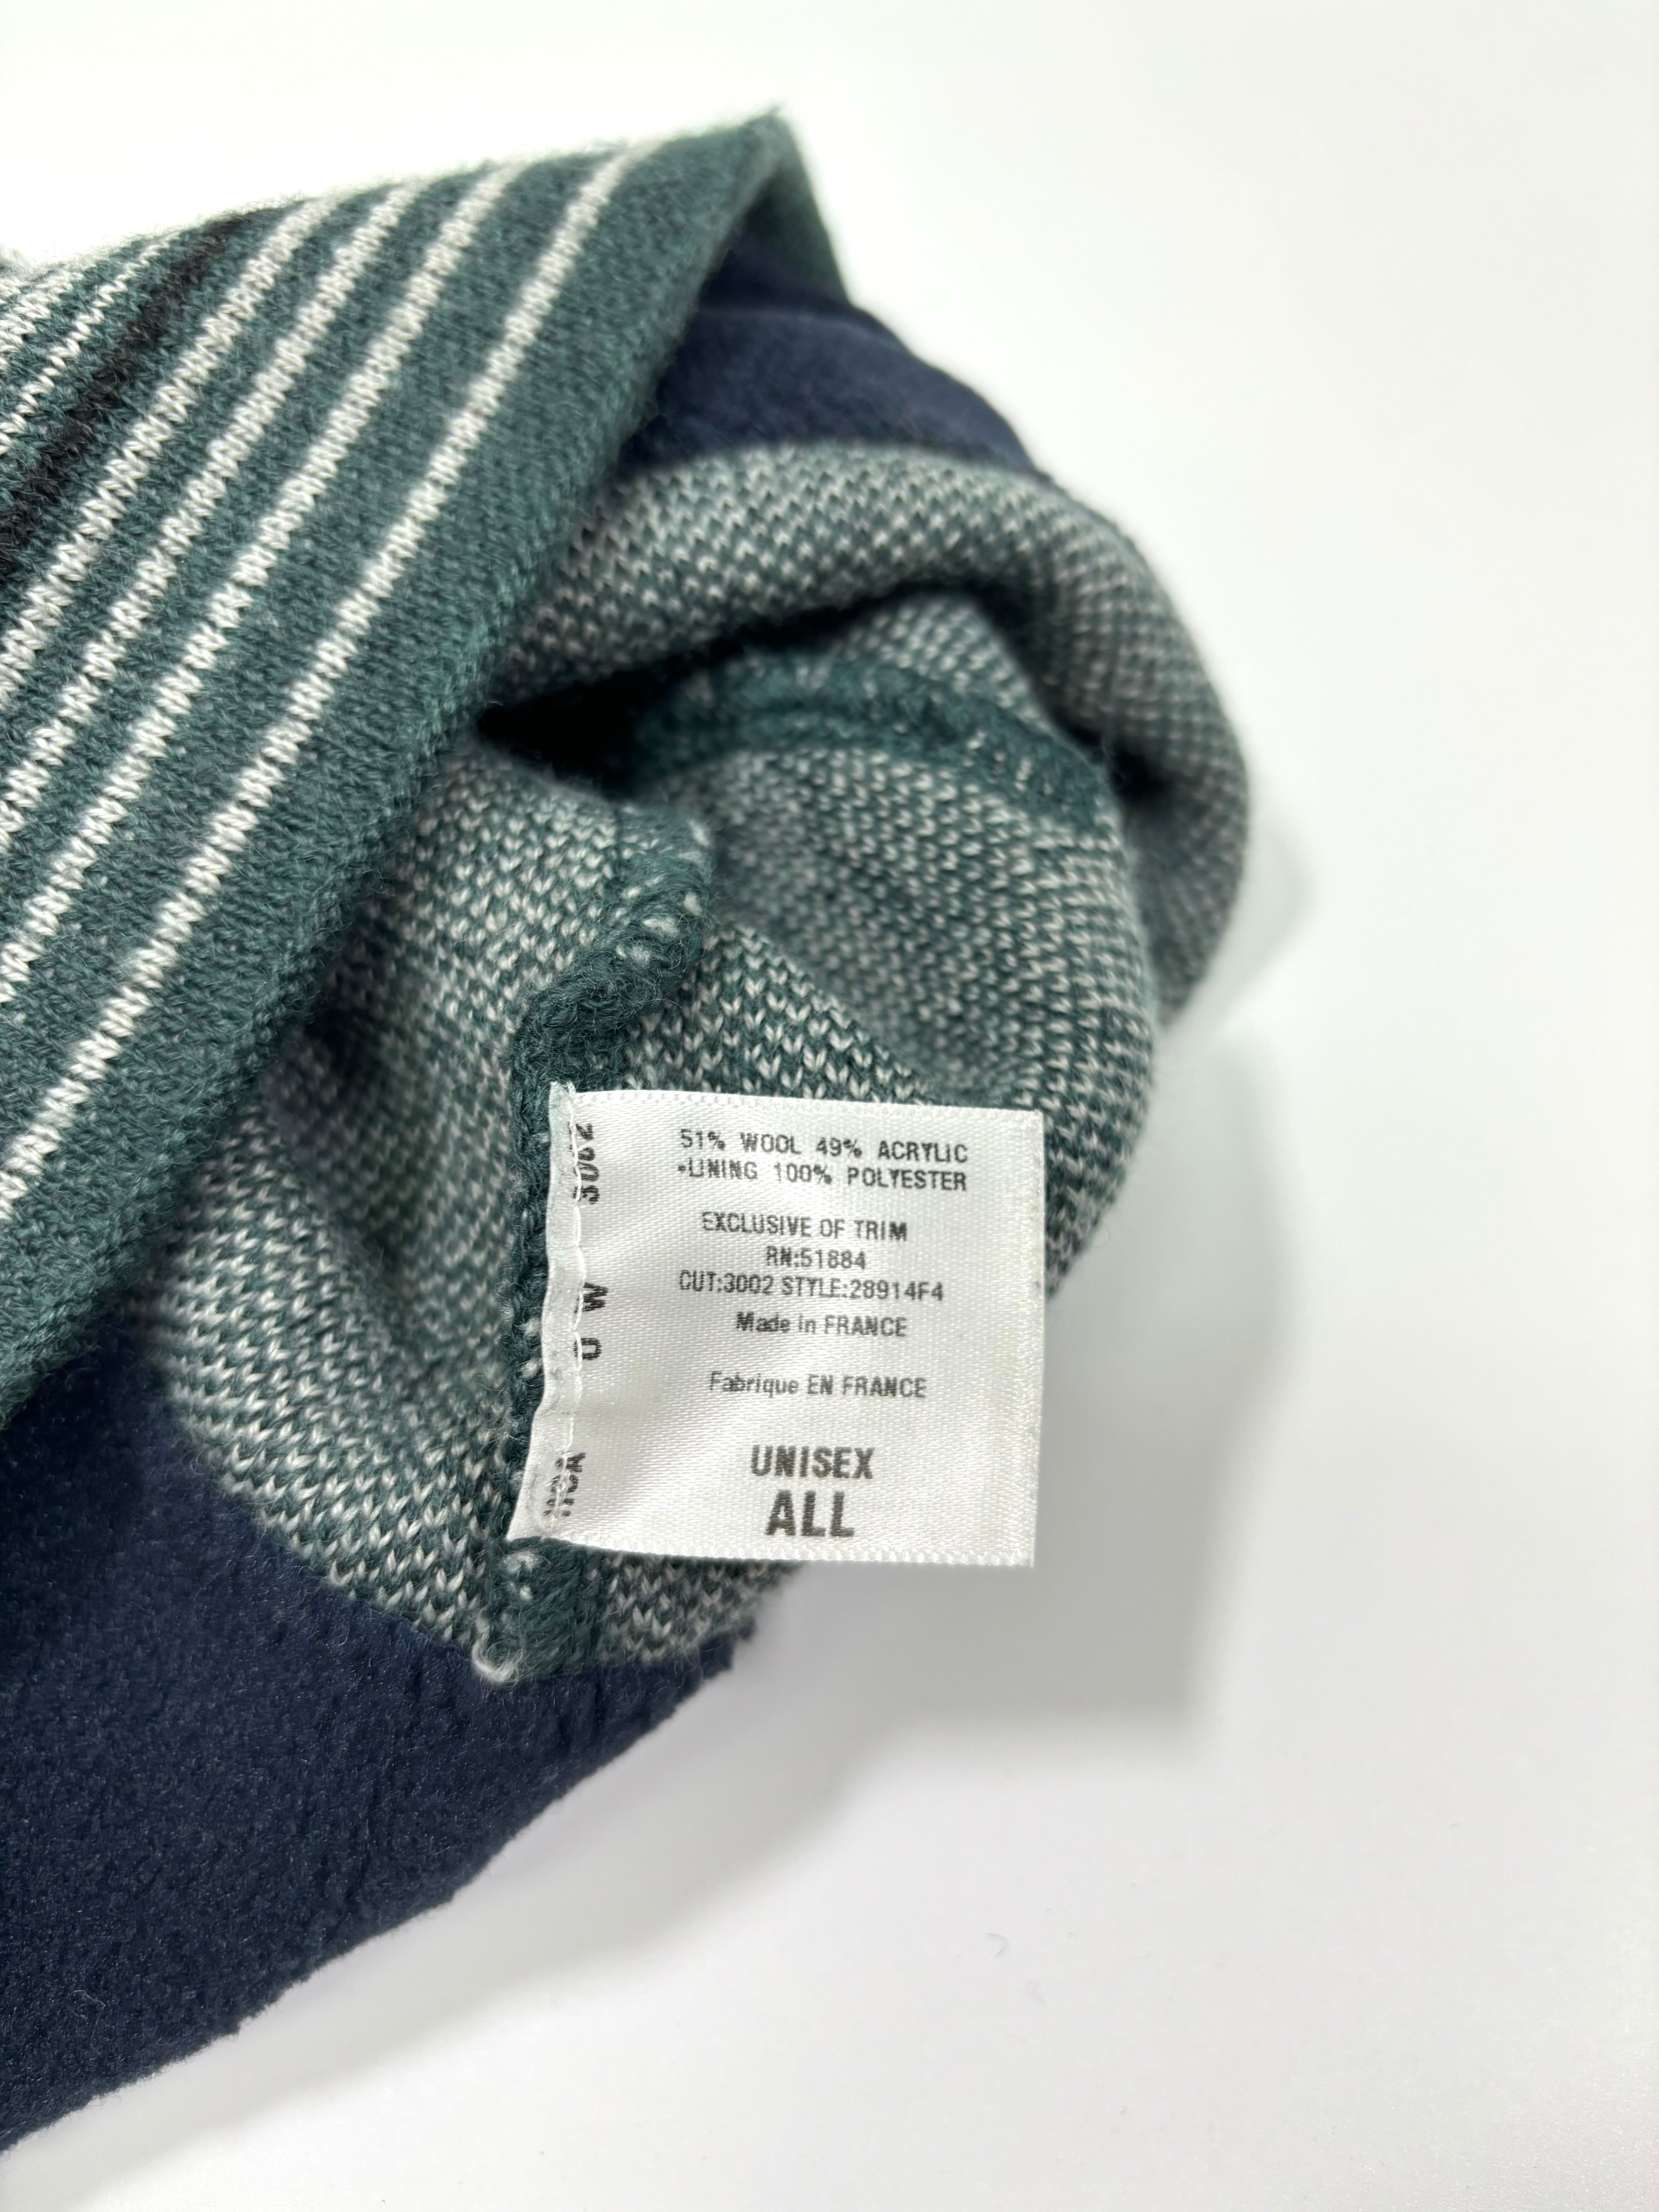 51% WOOL 49% ACRYLIC
•LINING 100% POLYESTER
EXCLUSIVE OF TRIM
RN:51884
CUT:3002 STYLE:28914F4
Made in FRANCE
Fabrique EN FRANCE
UNISEX
ALL
3002
U W